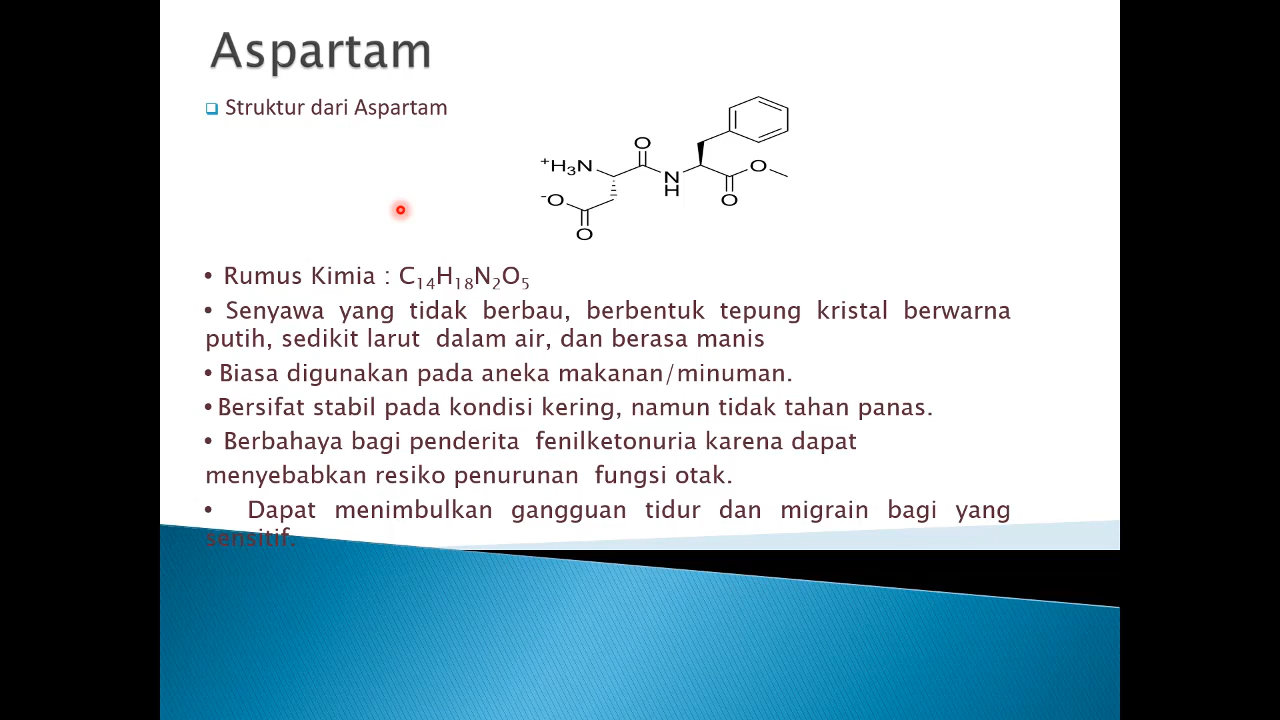 Aspartam
Struktur dari Aspartam
O
⁺H₃N
N
H
O
⁻O
O
O
• Rumus Kimia : C₁₄H₁₈N₂O₅
• Senyawa yang tidak berbau, berbentuk tepung kristal berwarna
putih, sedikit larut dalam air, dan berasa manis
• Biasa digunakan pada aneka makanan/minuman.
• Bersifat stabil pada kondisi kering, namun tidak tahan panas.
• Berbahaya bagi penderita fenilketonuria karena dapat
menyebabkan resiko penurunan fungsi otak.
• Dapat menimbulkan gangguan tidur dan migrain bagi yang
sensitif.